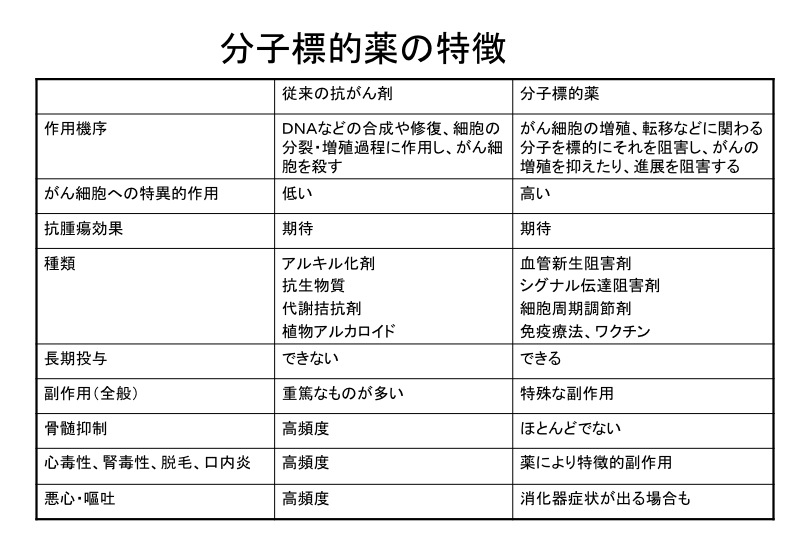 分子標的薬の特徴
従来の抗がん剤 分子標的薬
作用機序 DNAなどの合成や修復、細胞の分裂・増殖過程に作用し、がん細胞を殺す がん細胞の増殖、転移などに関わる分子を標的にそれを阻害し、がんの増殖を抑えたり、進展を阻害する
がん細胞への特異的作用 低い 高い
抗腫瘍効果 期待 期待
種類 アルキル化剤 血管新生阻害剤
抗生物質 シグナル伝達阻害剤
代謝拮抗剤 細胞周期調節剤
植物アルカロイド 免疫療法、ワクチン
長期投与 できない できる
副作用(全般) 重篤なものが多い 特殊な副作用
骨髄抑制 高頻度 ほとんどでない
心毒性、腎毒性、脱毛、口内炎 高頻度 薬により特徴的副作用
悪心・嘔吐 高頻度 消化器症状が出る場合も